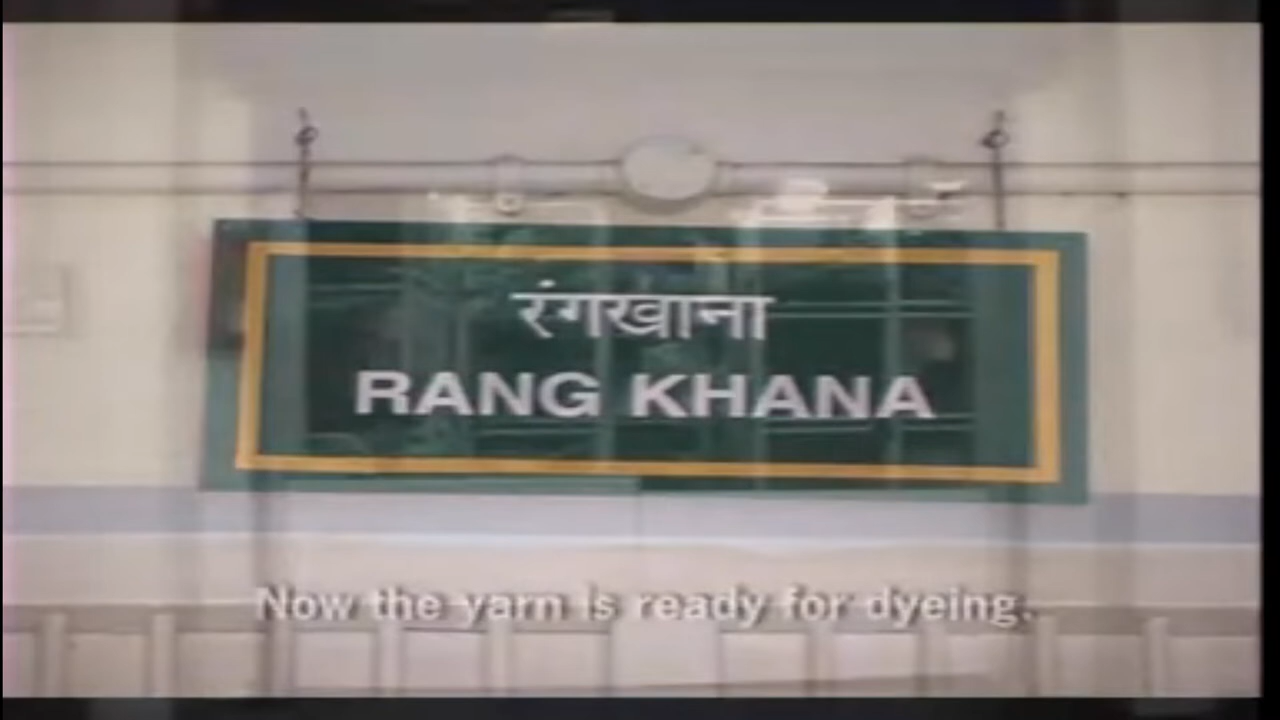 रंगखाना
RANG KHANA
Now the yarn is ready for dyeing.